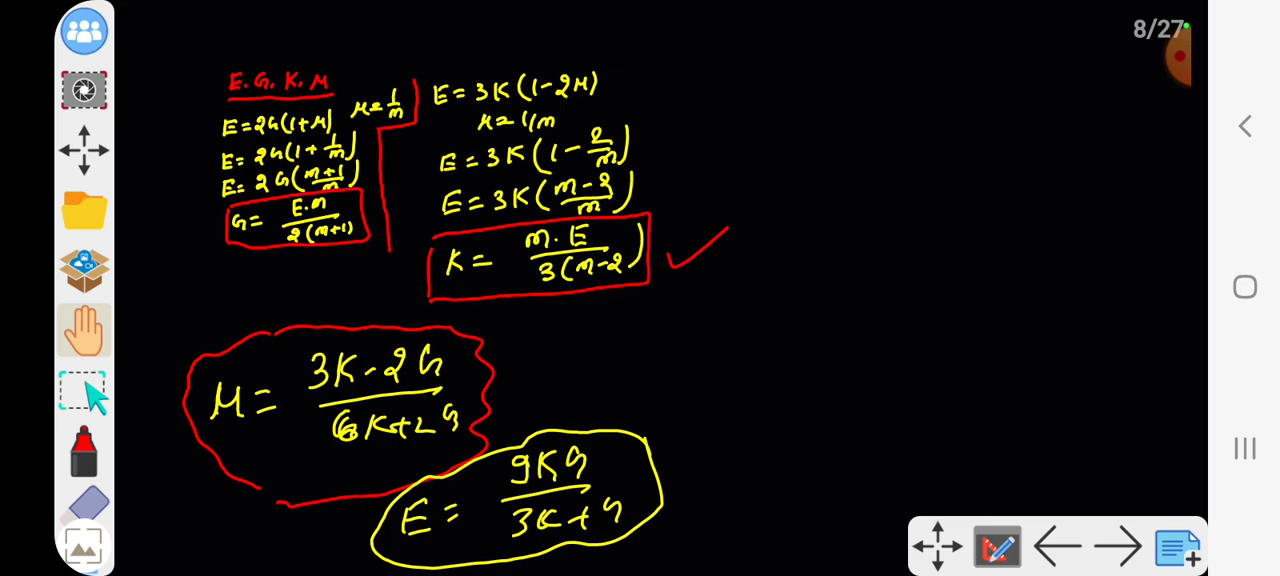 8/27
E. G. K. μ
E = 2G(1+μ) μ = 1/m
E = 2G(1 + 1/m)
E = 2G(m+1/m)
G = E.m / 2(m+1)
E = 3K(1-2μ)
μ = 1/m
E = 3K(1 - 2/m)
E = 3K(m-2/m)
K = m. E / 3(m-2)
μ = 3K-2G / 6K+2G
E = 9KG / 3K+G